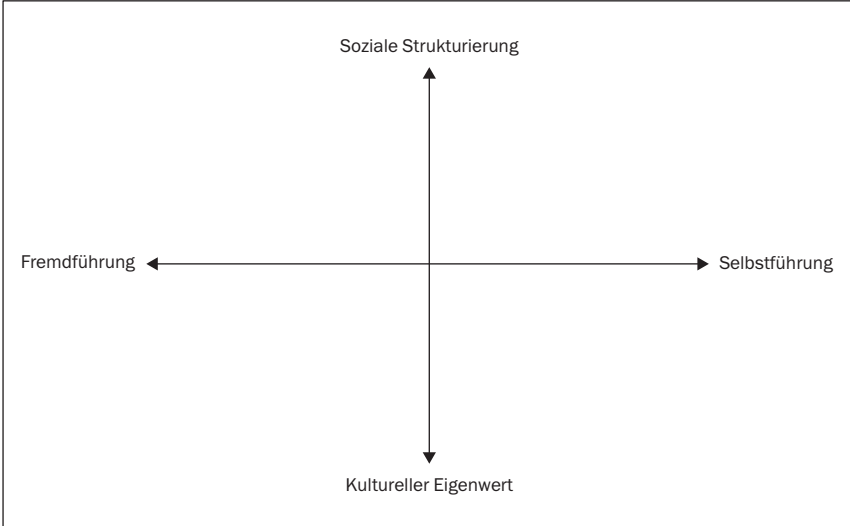 Soziale Strukturierung
Fremdführung
Selbstführung
Kultureller Eigenwert